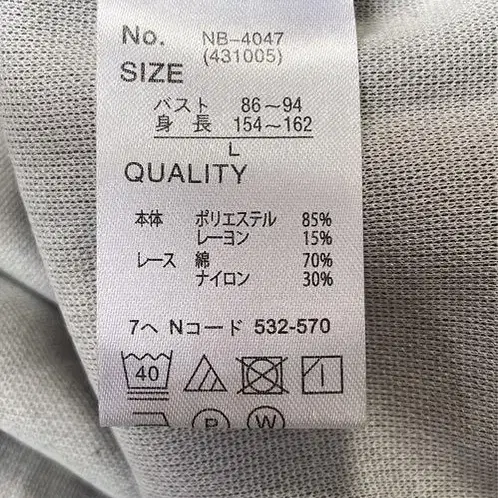 No. NB-4047
(431005)
SIZE
バスト 86～94
身長 154～162
L
QUALITY
本体 ポリエステル 85%
レーヨン 15%
レース 綿 70%
ナイロン 30%
7ヘ Nコード 532-570
40
P W